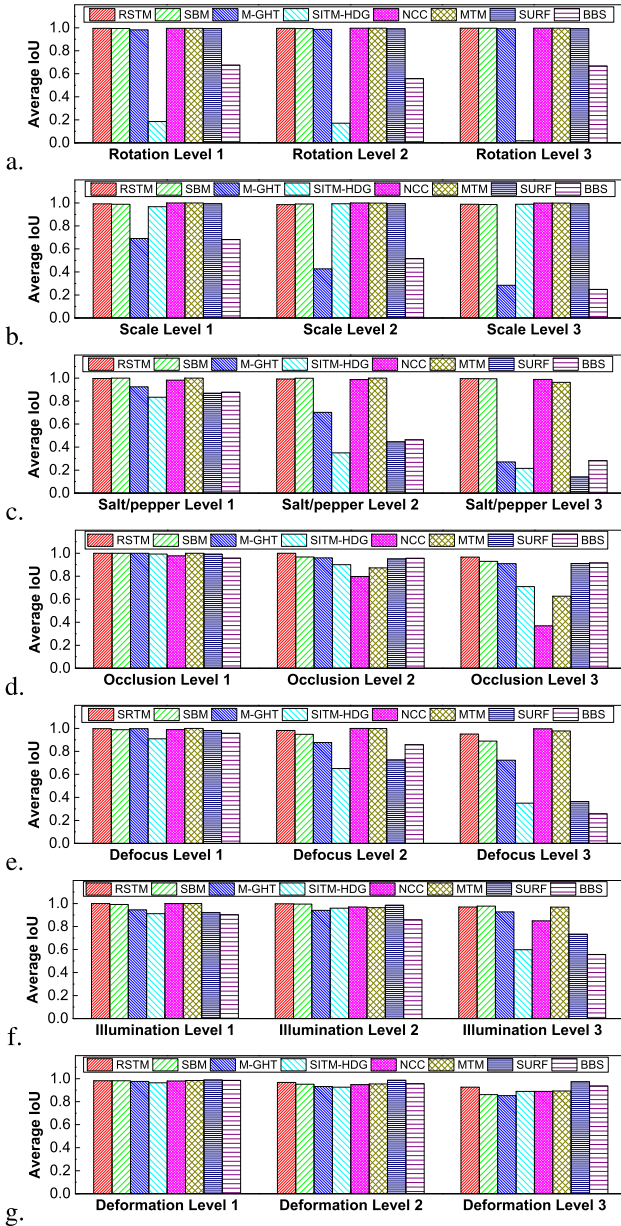 RSTM SBM M-GHT SITM-HDG NCC MTM SURF BBS
Average IoU
1.0
0.8
0.6
0.4
0.2
0.0
Rotation Level 1 Rotation Level 2 Rotation Level 3
a.
RSTM SBM M-GHT SITM-HDG NCC MTM SURF BBS
Average IoU
1.0
0.8
0.6
0.4
0.2
0.0
Scale Level 1 Scale Level 2 Scale Level 3
b.
RSTM SBM M-GHT SITM-HDG NCC MTM SURF BBS
Average IoU
1.0
0.8
0.6
0.4
0.2
0.0
Salt/pepper Level 1 Salt/pepper Level 2 Salt/pepper Level 3
c.
RSTM SBM M-GHT SITM-HDG NCC MTM SURF BBS
Average IoU
1.0
0.8
0.6
0.4
0.2
0.0
Occlusion Level 1 Occlusion Level 2 Occlusion Level 3
d.
SRTM SBM M-GHT SITM-HDG NCC MTM SURF BBS
Average IoU
1.0
0.8
0.6
0.4
0.2
0.0
Defocus Level 1 Defocus Level 2 Defocus Level 3
e.
RSTM SBM M-GHT SITM-HDG NCC MTM SURF BBS
Average IoU
1.0
0.8
0.6
0.4
0.2
0.0
Illumination Level 1 Illumination Level 2 Illumination Level 3
f.
RSTM SBM M-GHT SITM-HDG NCC MTM SURF BBS
Average IoU
1.0
0.8
0.6
0.4
0.2
0.0
Deformation Level 1 Deformation Level 2 Deformation Level 3
g.